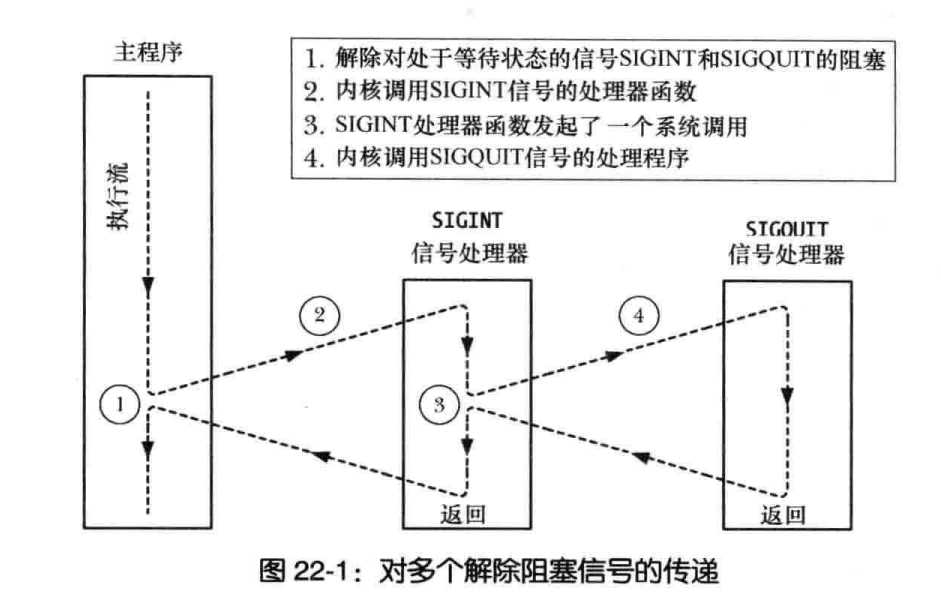 主程序
1. 解除对处于等待状态的信号SIGINT和SIGQUIT的阻塞
2. 内核调用SIGINT信号的处理器函数
3. SIGINT处理器函数发起了一个系统调用
4. 内核调用SIGQUIT信号的处理程序
执行流
SIGINT
信号处理器
SIGQUIT
信号处理器
2
4
1
3
返回
返回
图 22-1：对多个解除阻塞信号的传递